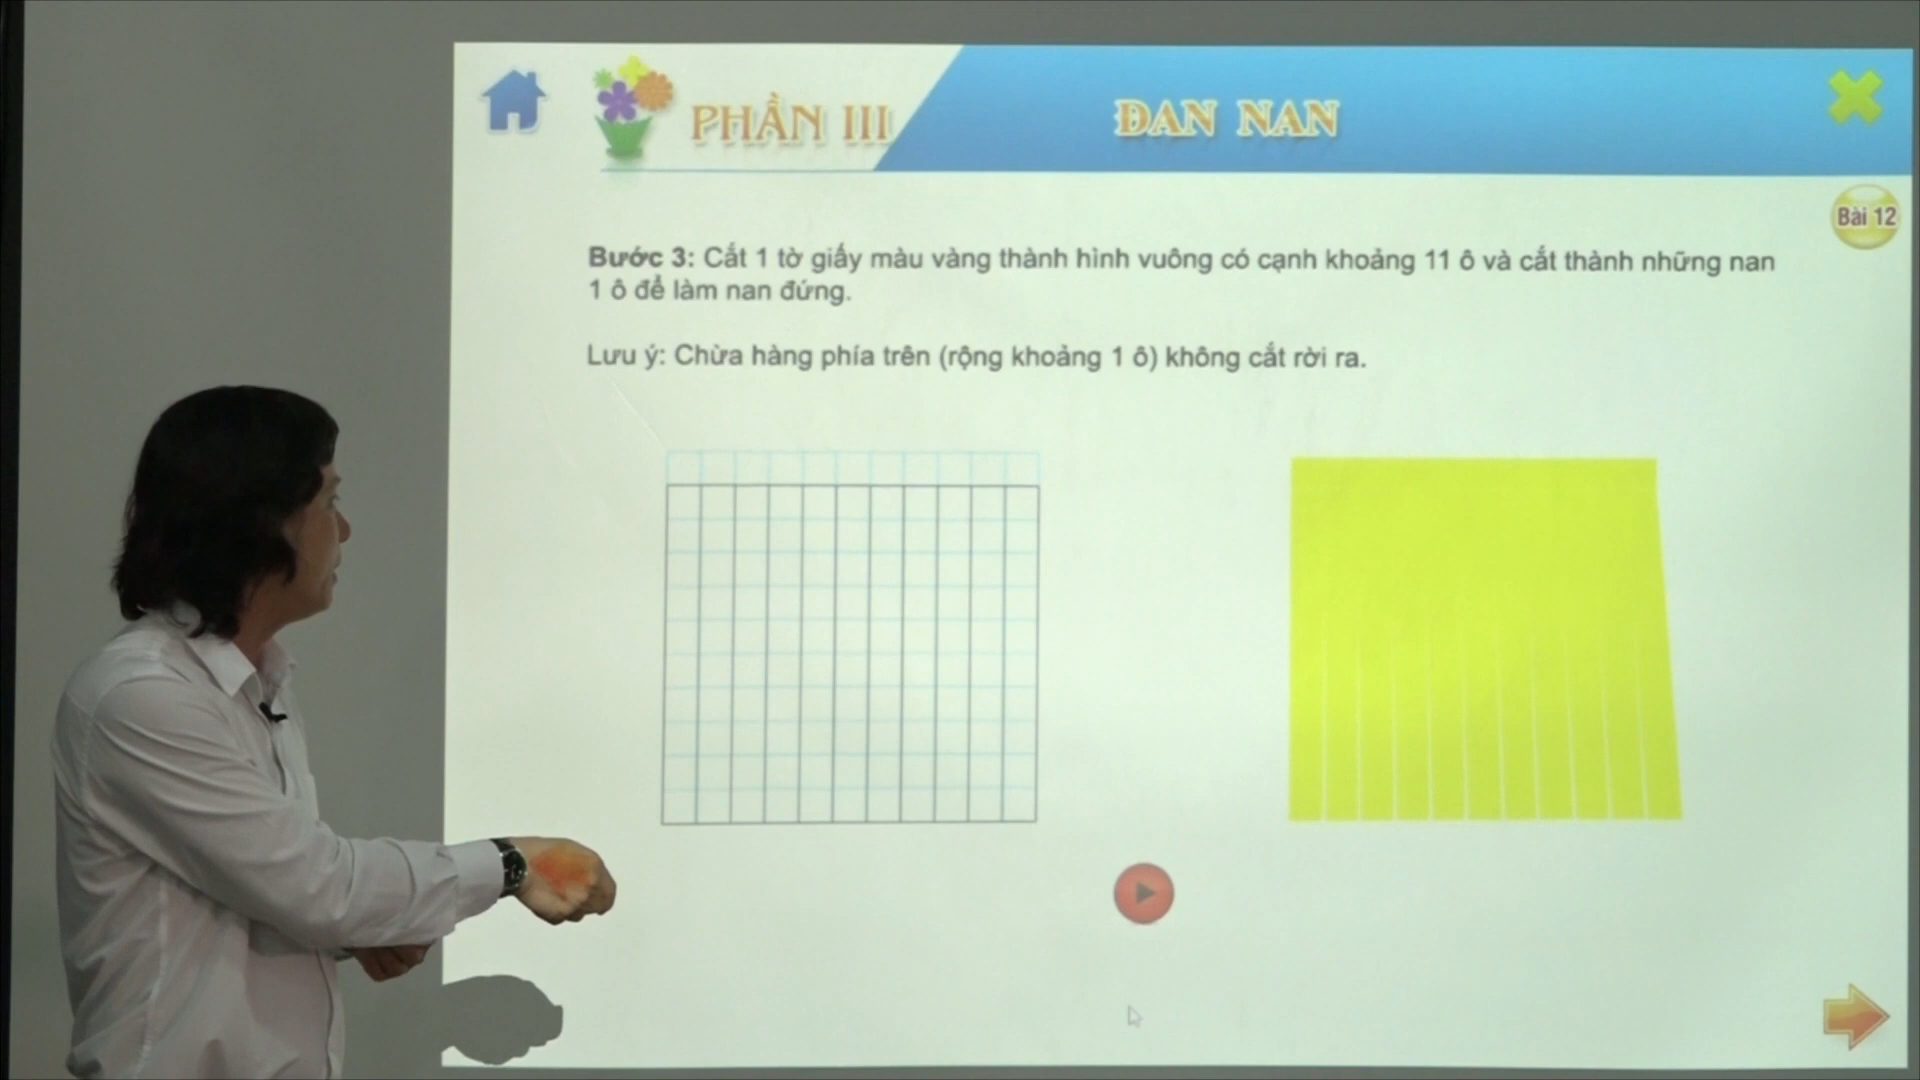 PHẦN III
ĐAN NAN
Bài 12
Bước 3: Cắt 1 tờ giấy màu vàng thành hình vuông có cạnh khoảng 11 ô và cắt thành những nan
1 ô để làm nan đứng.
Lưu ý: Chừa hàng phía trên (rộng khoảng 1 ô) không cắt rời ra.